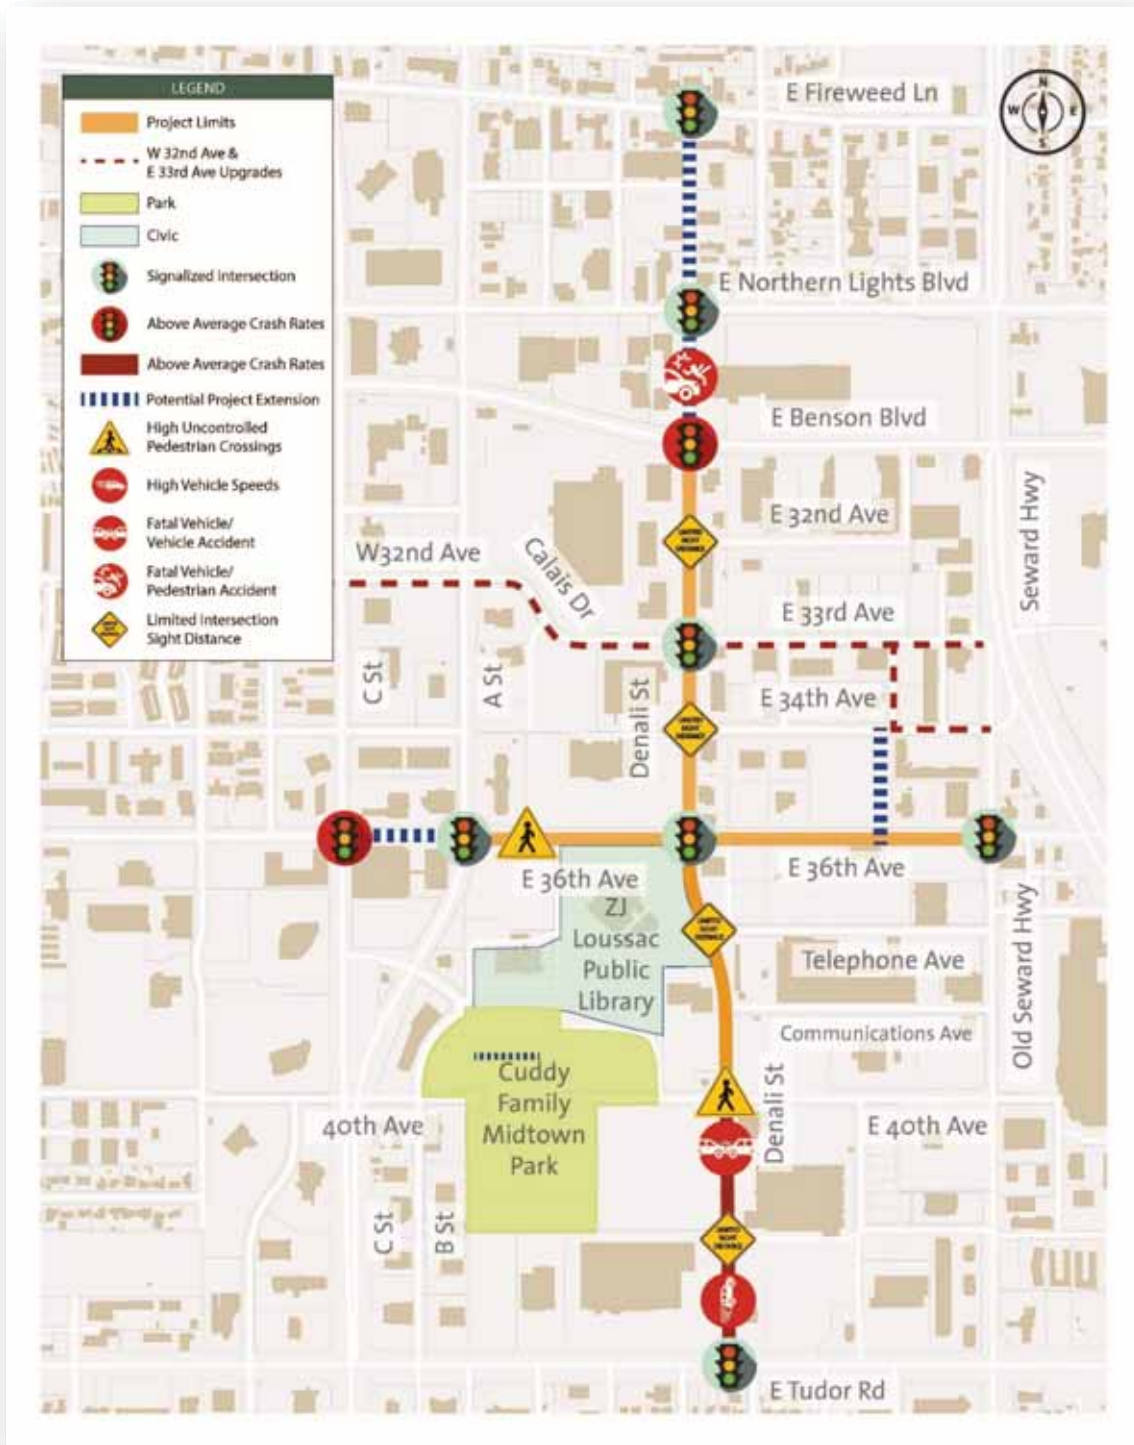 LEGEND
Project Limits
W 32nd Ave &
E 33rd Ave Upgrades
Park
Civic
Signalized Intersection
Above Average Crash Rates
Above Average Crash Rates
Potential Project Extension
High Uncontrolled
Pedestrian Crossings
High Vehicle Speeds
Fatal Vehicle/
Vehicle Accident
Fatal Vehicle/
Pedestrian Accident
Limited Intersection
Sight Distance
E Fireweed Ln
N
W
E
S
E Northern Lights Blvd
E Benson Blvd
E 32nd Ave
Seward Hwy
W32nd Ave
Calais Dr
E 33rd Ave
C St
A St
Denali St
E 34th Ave
E 36th Ave
E 36th Ave
ZJ
Loussac
Public
Library
Telephone Ave
Old Seward Hwy
Communications Ave
Cuddy
Family
Midtown
Park
Denali St
40th Ave
E 40th Ave
C St
B St
E Tudor Rd